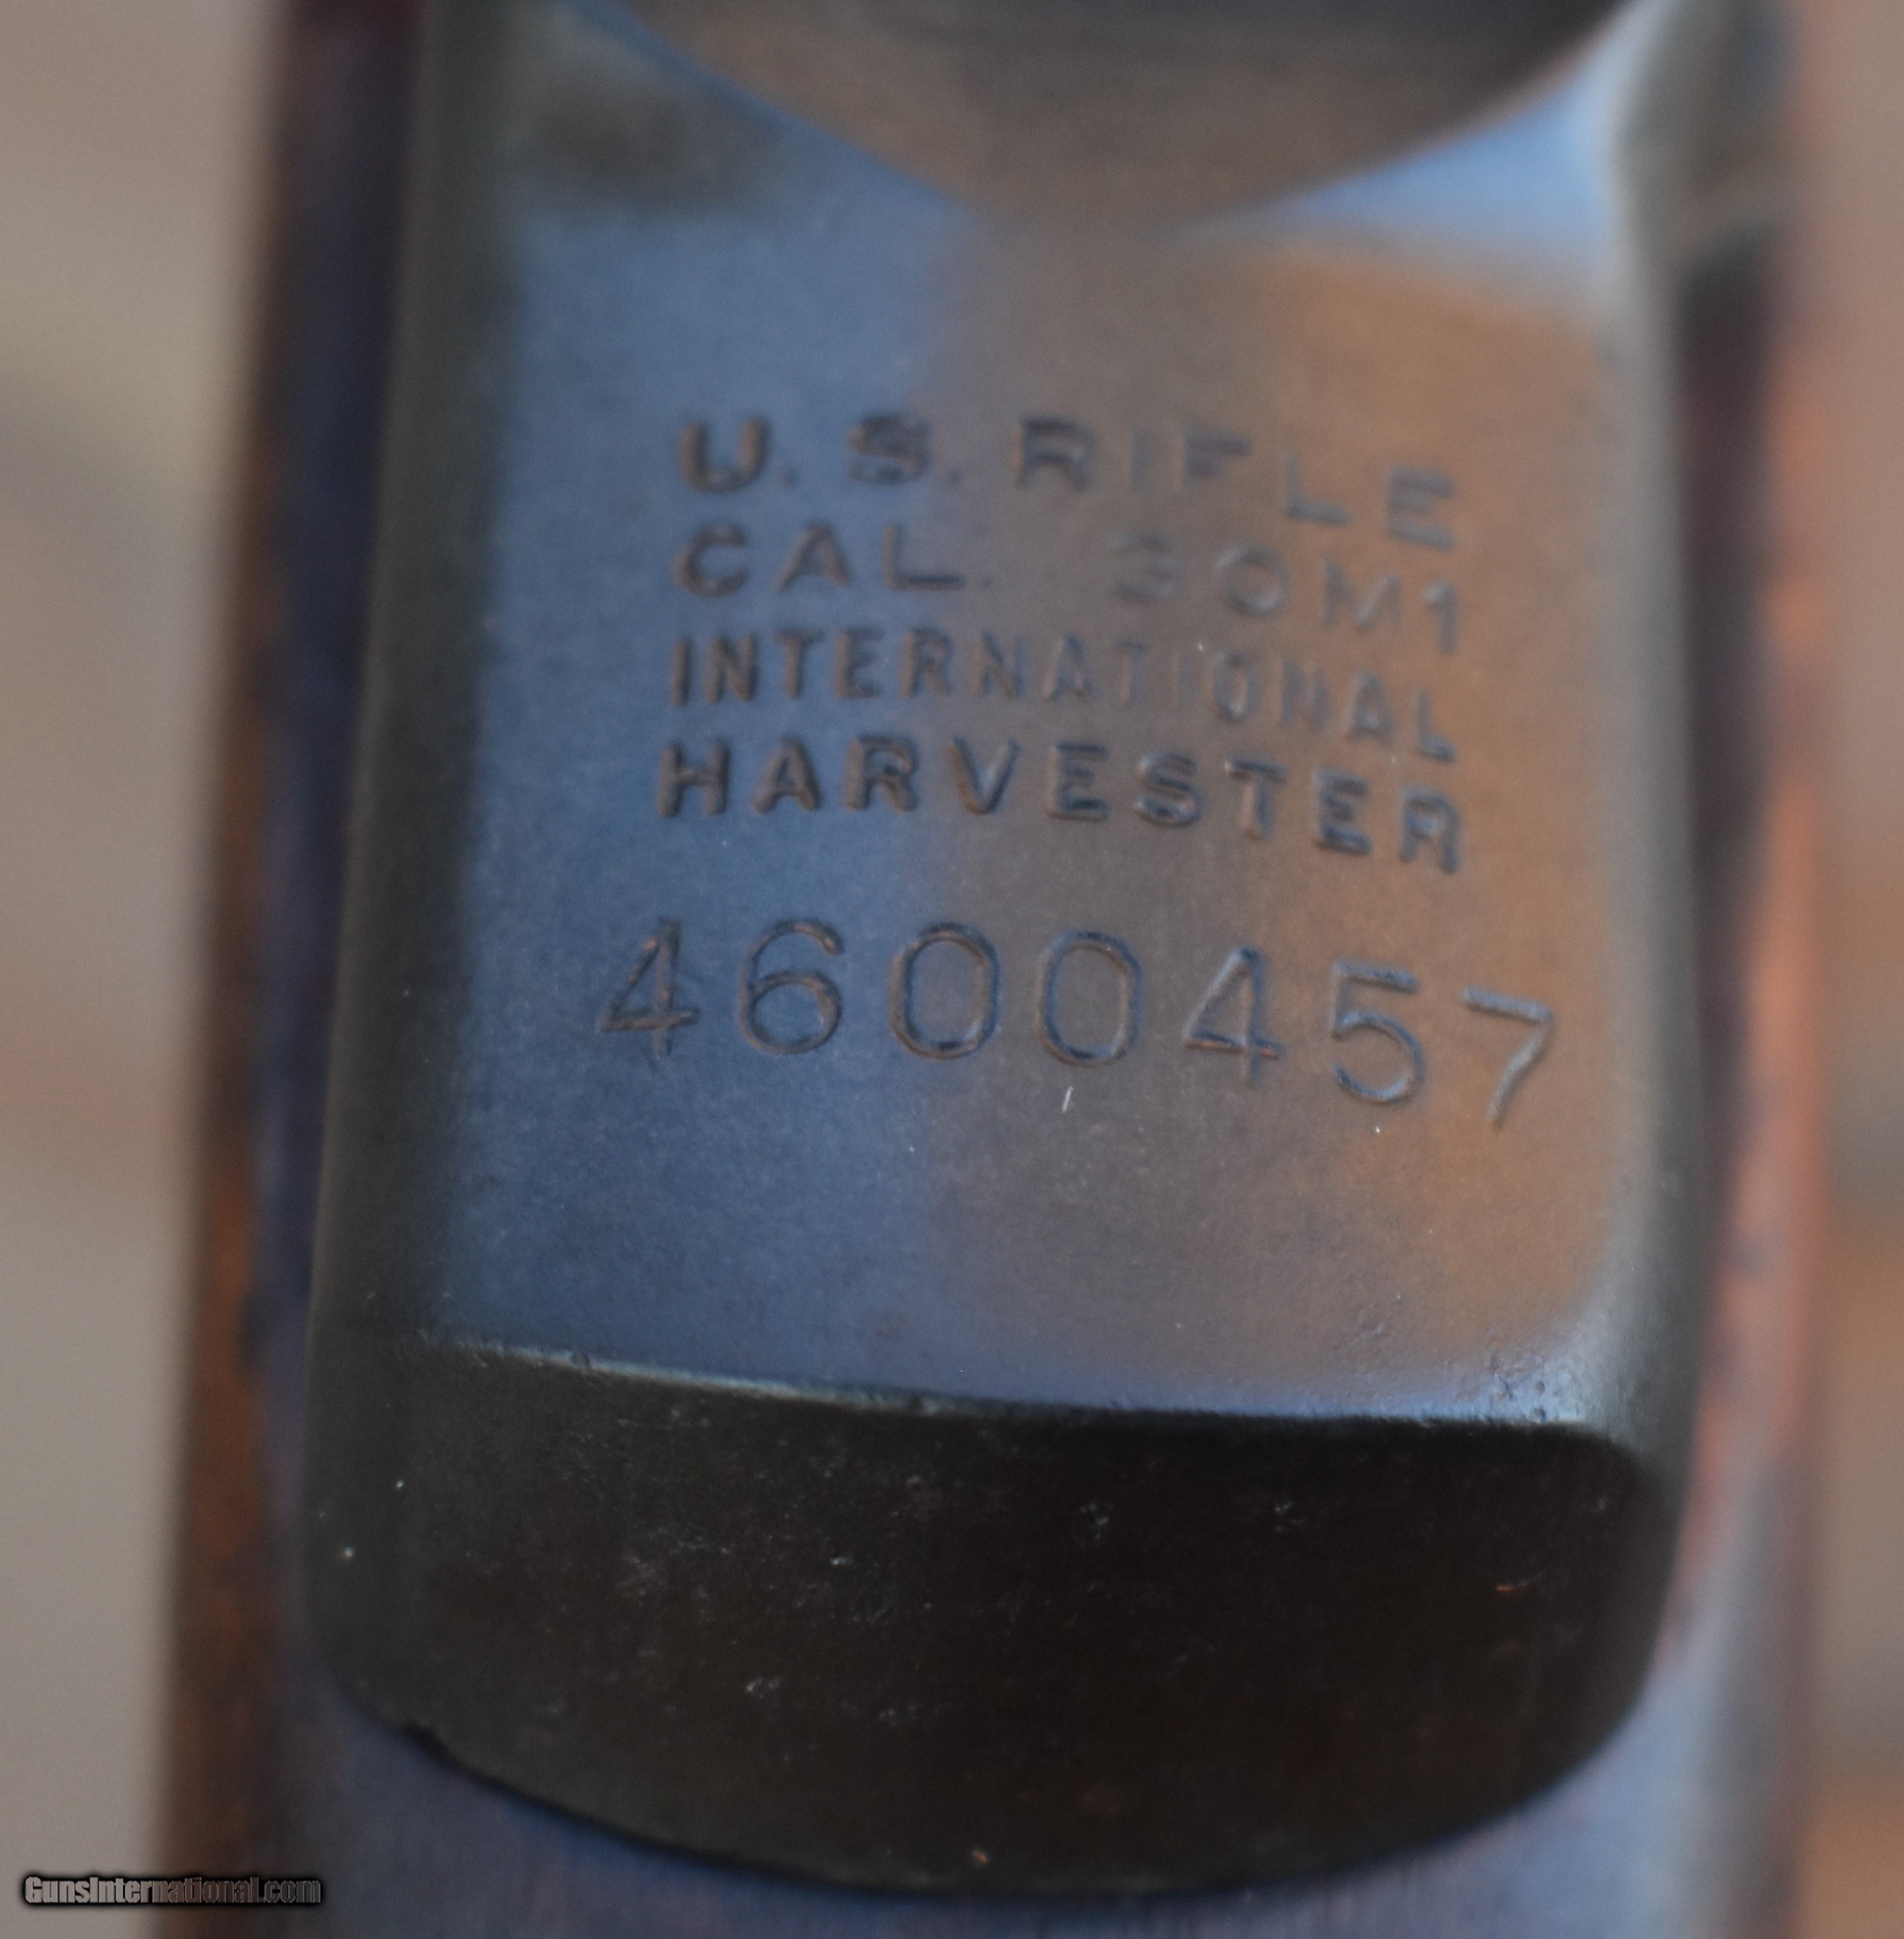 U. S. RIFLE
CAL. .30M1
INTERNATIONAL
HARVESTER
4600457
GunsInternational.com